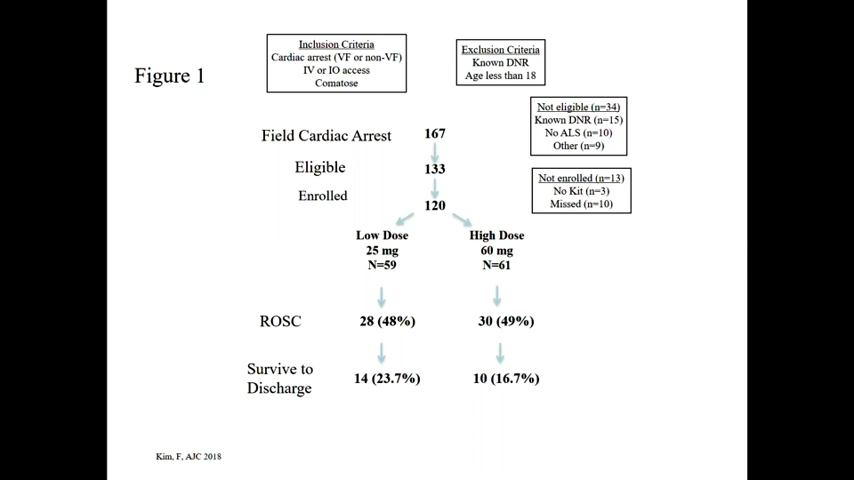 Figure 1
Inclusion Criteria
Cardiac arrest (VF or non-VF)
IV or IO access
Comatose
Exclusion Criteria
Known DNR
Age less than 18
Not eligible (n=34)
Known DNR (n=15)
No ALS (n=10)
Other (n=9)
Field Cardiac Arrest 167
Eligible 133
Not enrolled (n=13)
No Kit (n=3)
Missed (n=10)
Enrolled 120
Low Dose
25 mg
N=59
High Dose
60 mg
N=61
ROSC 28 (48%) 30 (49%)
Survive to
Discharge
14 (23.7%) 10 (16.7%)
Kim, F, AJC 2018